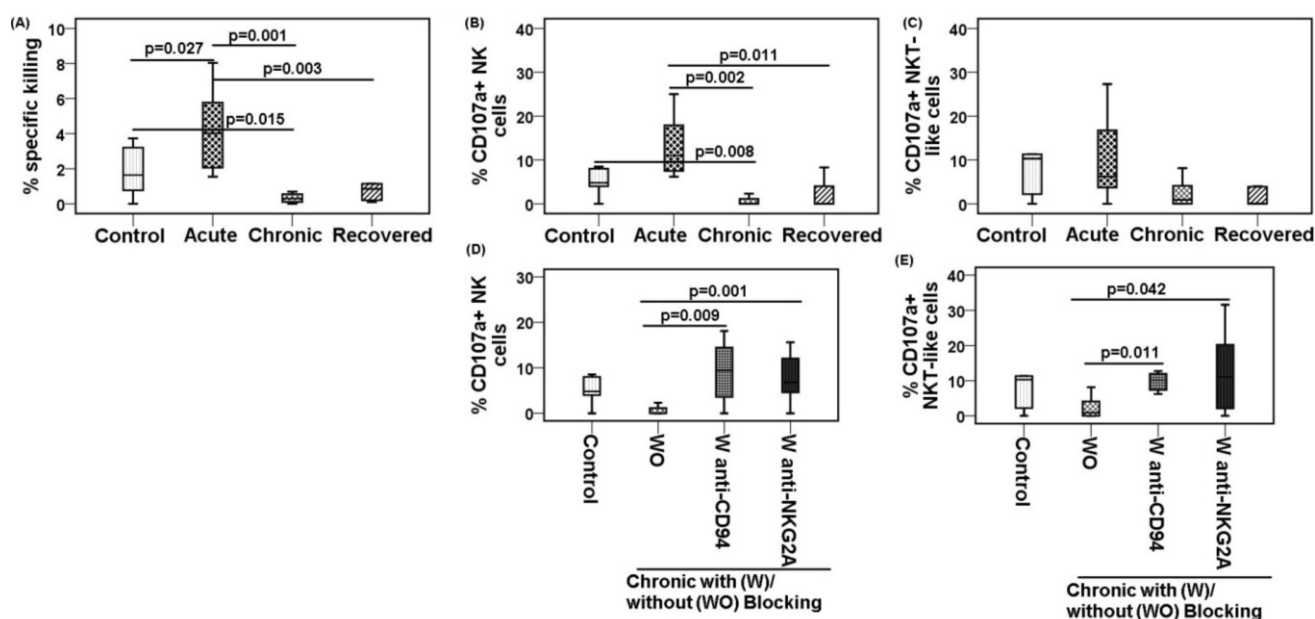 (A)
% specific killing
10
8
6
4
2
0
p=0.001
p=0.027
p=0.003
p=0.015
Control Acute Chronic Recovered
(B)
% CD107a+ NK
cells
40
30
20
10
0
p=0.011
p=0.002
p=0.008
Control Acute Chronic Recovered
(C)
% CD107a+ NKT-
like cells
40
30
20
10
0
Control Acute Chronic Recovered
(D)
% CD107a+ NK
cells
30
20
10
0
p=0.001
p=0.009
Control
WO
W anti-CD94
W anti-NKG2A
Chronic with (W)/
without (WO) Blocking
(E)
% CD107a+
NKT-like cells
40
30
20
10
0
p=0.042
p=0.011
Control
WO
W anti-CD94
W anti-NKG2A
Chronic with (W)/
without (WO) Blocking